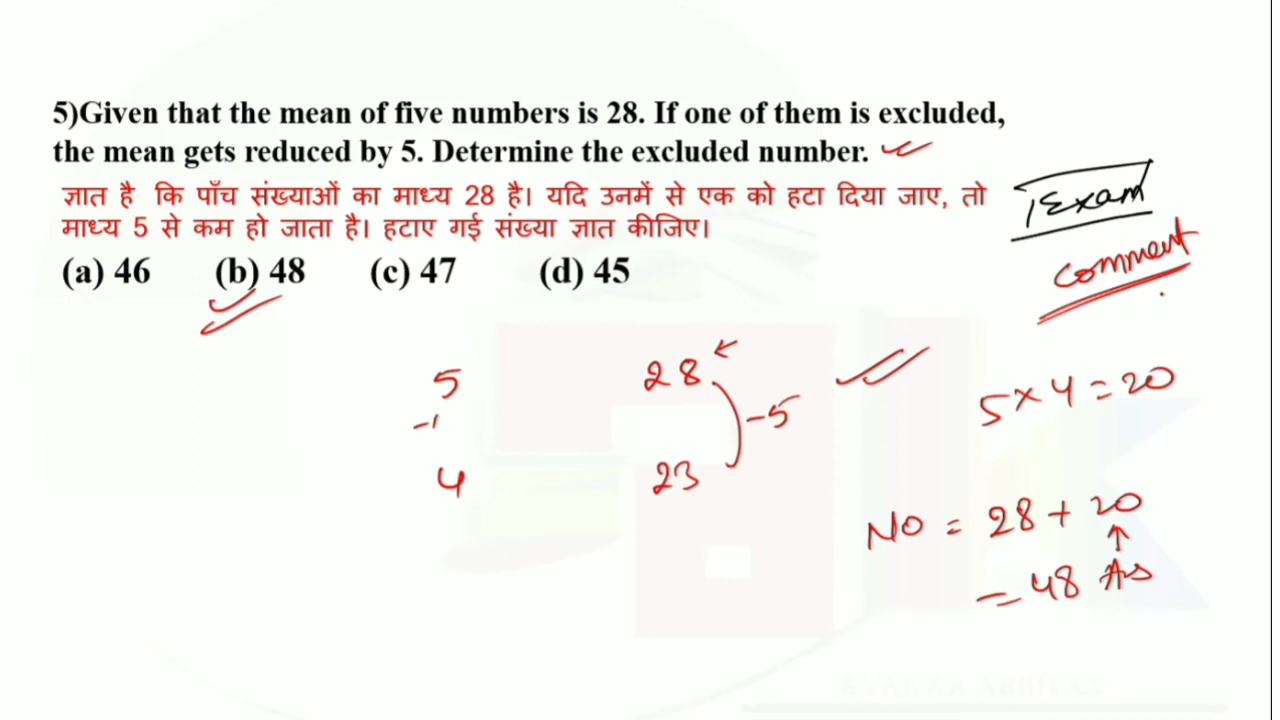 5)Given that the mean of five numbers is 28. If one of them is excluded,
the mean gets reduced by 5. Determine the excluded number.
ज्ञात है कि पाँच संख्याओं का माध्य 28 है। यदि उनमें से एक को हटा दिया जाए, तो
माध्य 5 से कम हो जाता है। हटाए गई संख्या ज्ञात कीजिए।
(a) 46 (b) 48 (c) 47 (d) 45
Exam
Comment
5 28
-1 -5
4 23
5×4=20
NO = 28+20
= 48 As